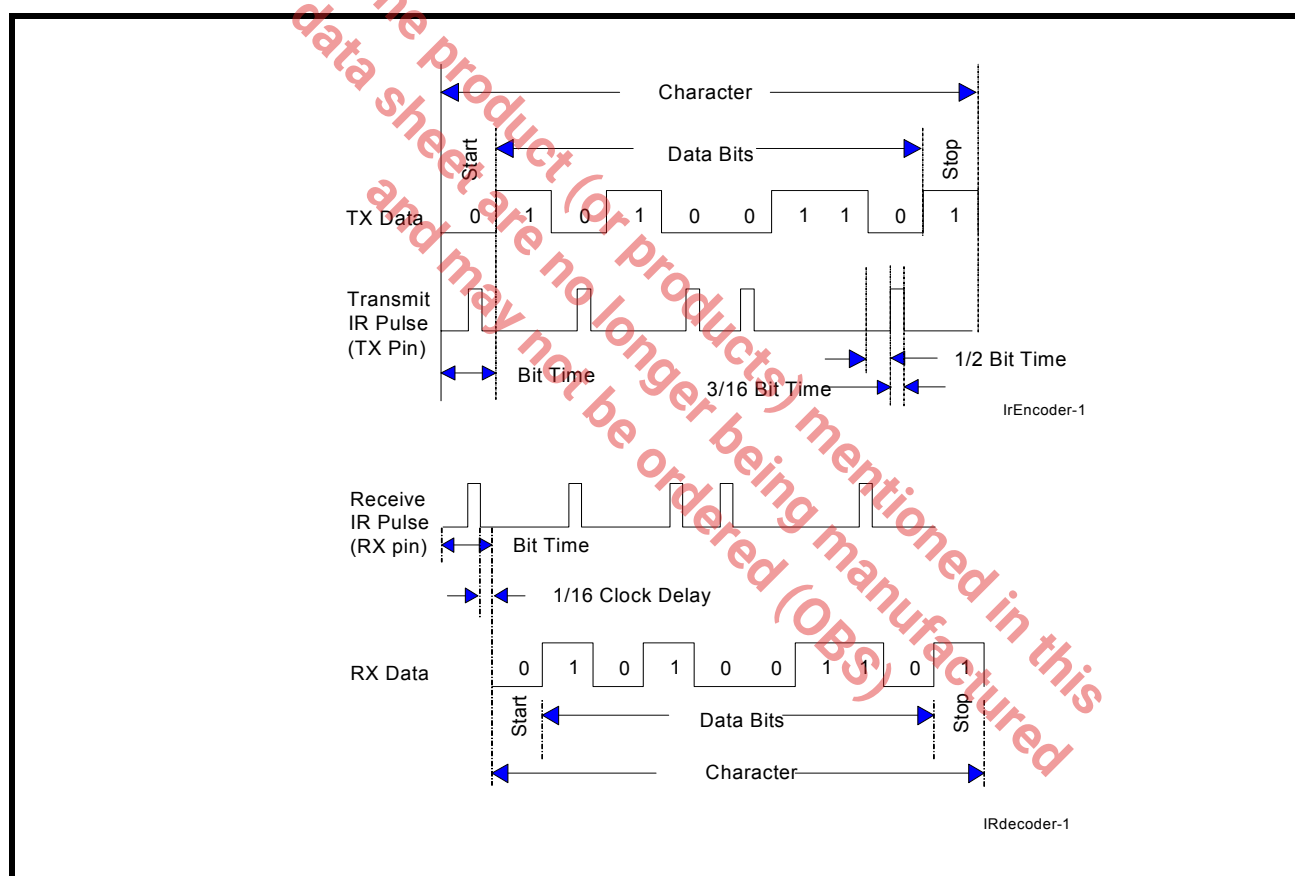 he product (or products) mentioned in this
data sheet are no longer being manufactured
and may not be ordered (OBS)
Character
Start
Data Bits
Stop
TX Data 0 1 0 1 0 0 1 1 0 1
Transmit
IR Pulse
(TX Pin)
Bit Time
1/2 Bit Time
3/16 Bit Time
IrEncoder-1
Receive
IR Pulse
(RX pin)
Bit Time
1/16 Clock Delay
RX Data 0 1 0 1 0 0 1 1 0 1
Start
Data Bits
Stop
Character
IRdecoder-1